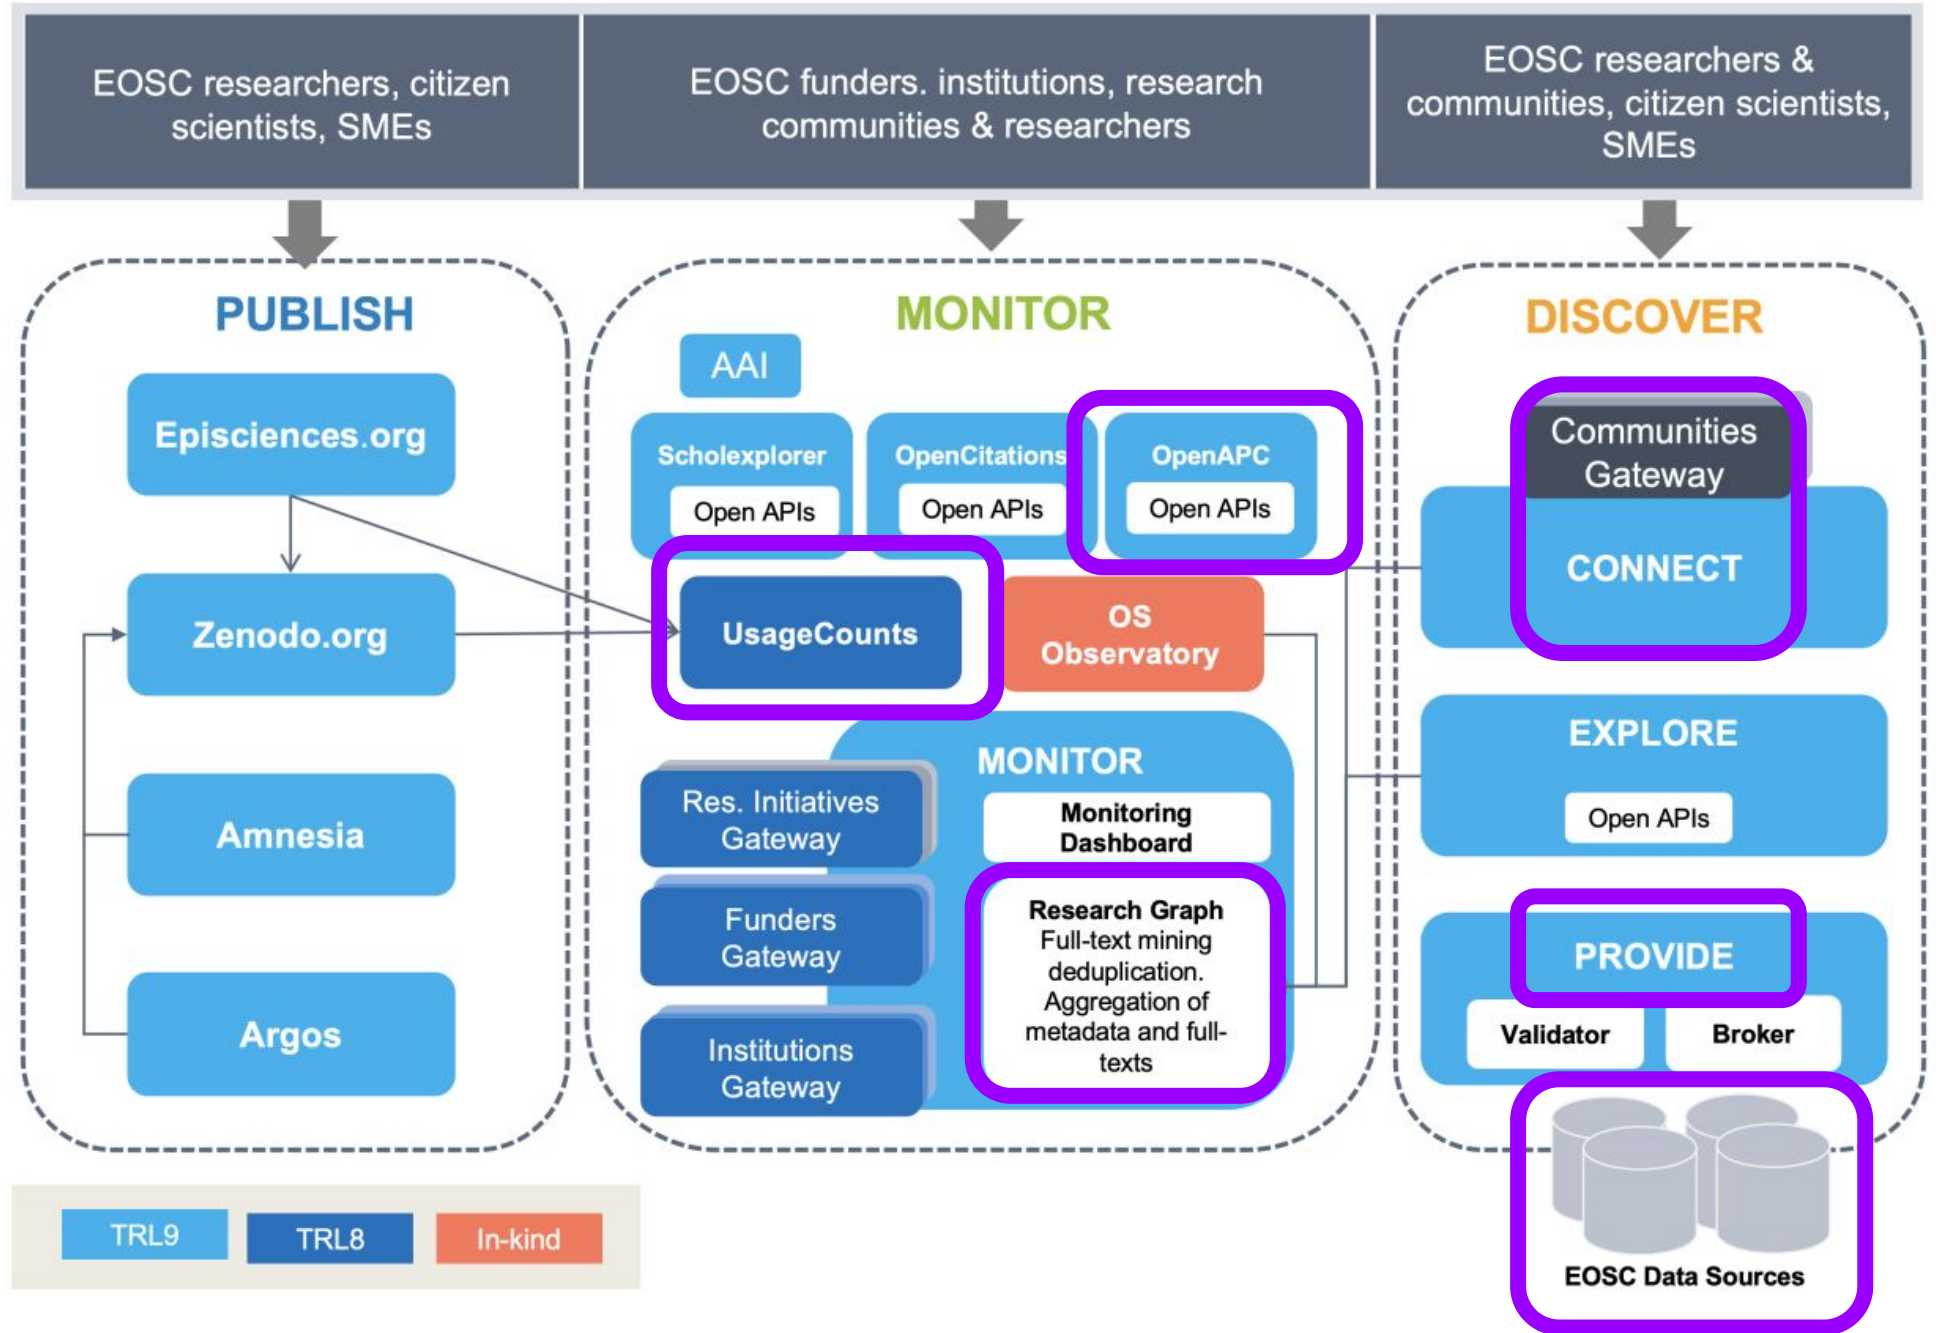 EOSC researchers, citizen
scientists, SMEs
EOSC funders. institutions, research
communities & researchers
EOSC researchers &
communities, citizen scientists,
SMEs
PUBLISH
Episciences.org
Zenodo.org
Amnesia
Argos
MONITOR
AAI
Scholexplorer
Open APIs
OpenCitations
Open APIs
OpenAPC
Open APIs
UsageCounts
OS
Observatory
MONITOR
Monitoring
Dashboard
Res. Initiatives
Gateway
Funders
Gateway
Institutions
Gateway
Research Graph
Full-text mining
deduplication.
Aggregation of
metadata and full-
texts
DISCOVER
Communities
Gateway
CONNECT
EXPLORE
Open APIs
PROVIDE
Validator
Broker
EOSC Data Sources
TRL9
TRL8
In-kind